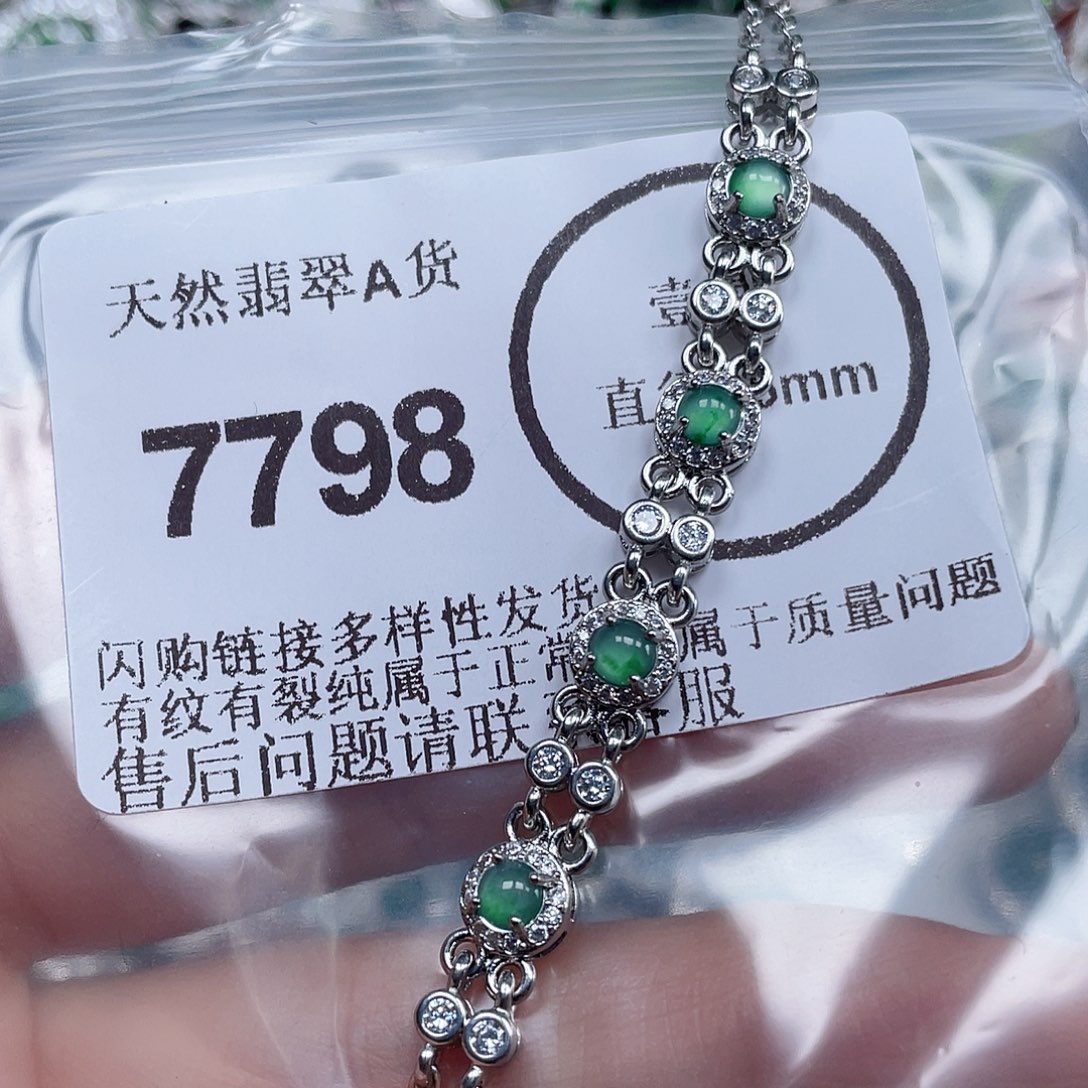 天然翡翠A货
7798
壹
直 mm
闪购链接多样性发货
有纹有裂纯属于正常 属于质量问题
售后问题请联 服